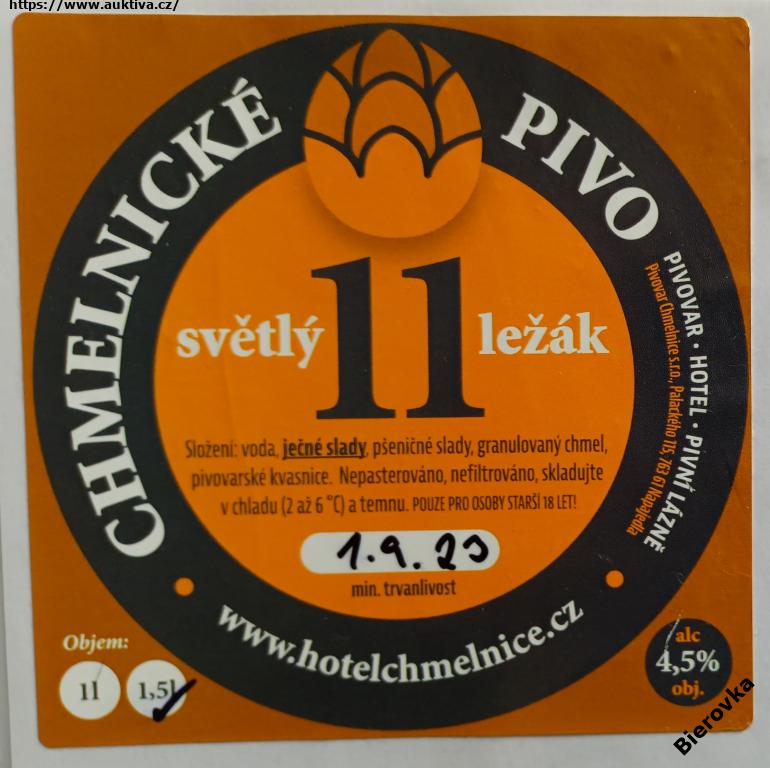 https://www.auktiva.cz/
CHMELNICKÉ PIVO
PIVOVAR • HOTEL • PIVNÍ LÁZNĚ
Pivovar Chmelnice s.r.o., Palackého 115, 763 61 Napajedla
světlý 11 ležák
Složení: voda, ječné slady, pšeničné slady, granulovaný chmel,
pivovarské kvasnice. Nepasterováno, nefiltrováno, skladujte
v chladu (2 až 6 °C) a temnu. POUZE PRO OSOBY STARŠÍ 18 LET!
1.9.23
min. trvanlivost
www.hotelchmelnice.cz
Objem:
1l 1,5l
alc
4,5%
obj.
Bierovka